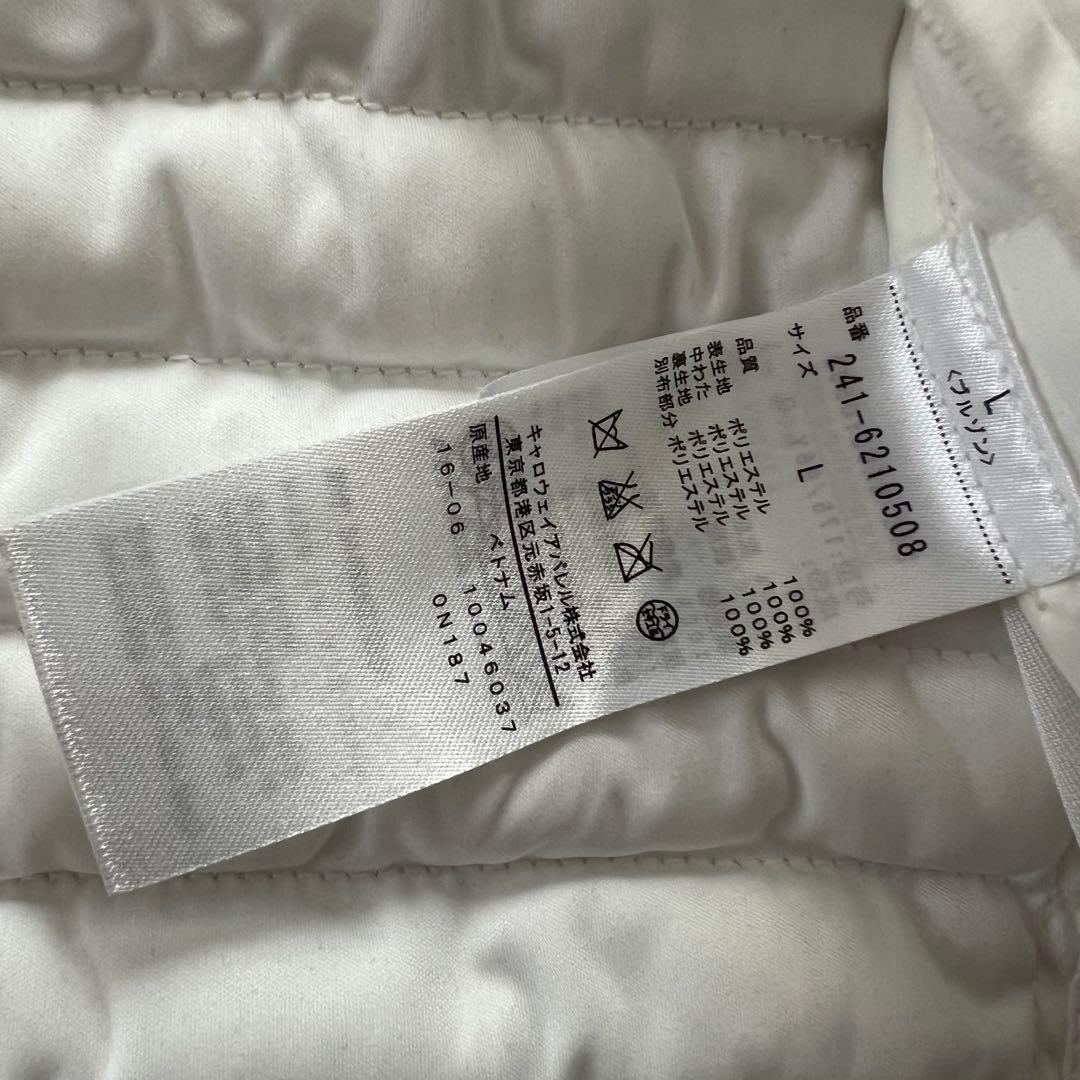 L
<ブルゾン>
品番 241-6210508
サイズ L
品質
表生地 ポリエステル 100%
中わた ポリエステル 100%
裏生地 ポリエステル 100%
別布部分 ポリエステル 100%
キャロウェイアパレル株式会社
東京都港区元赤坂1-5-12
原産地 ベトナム 10046037
16-06 0N187